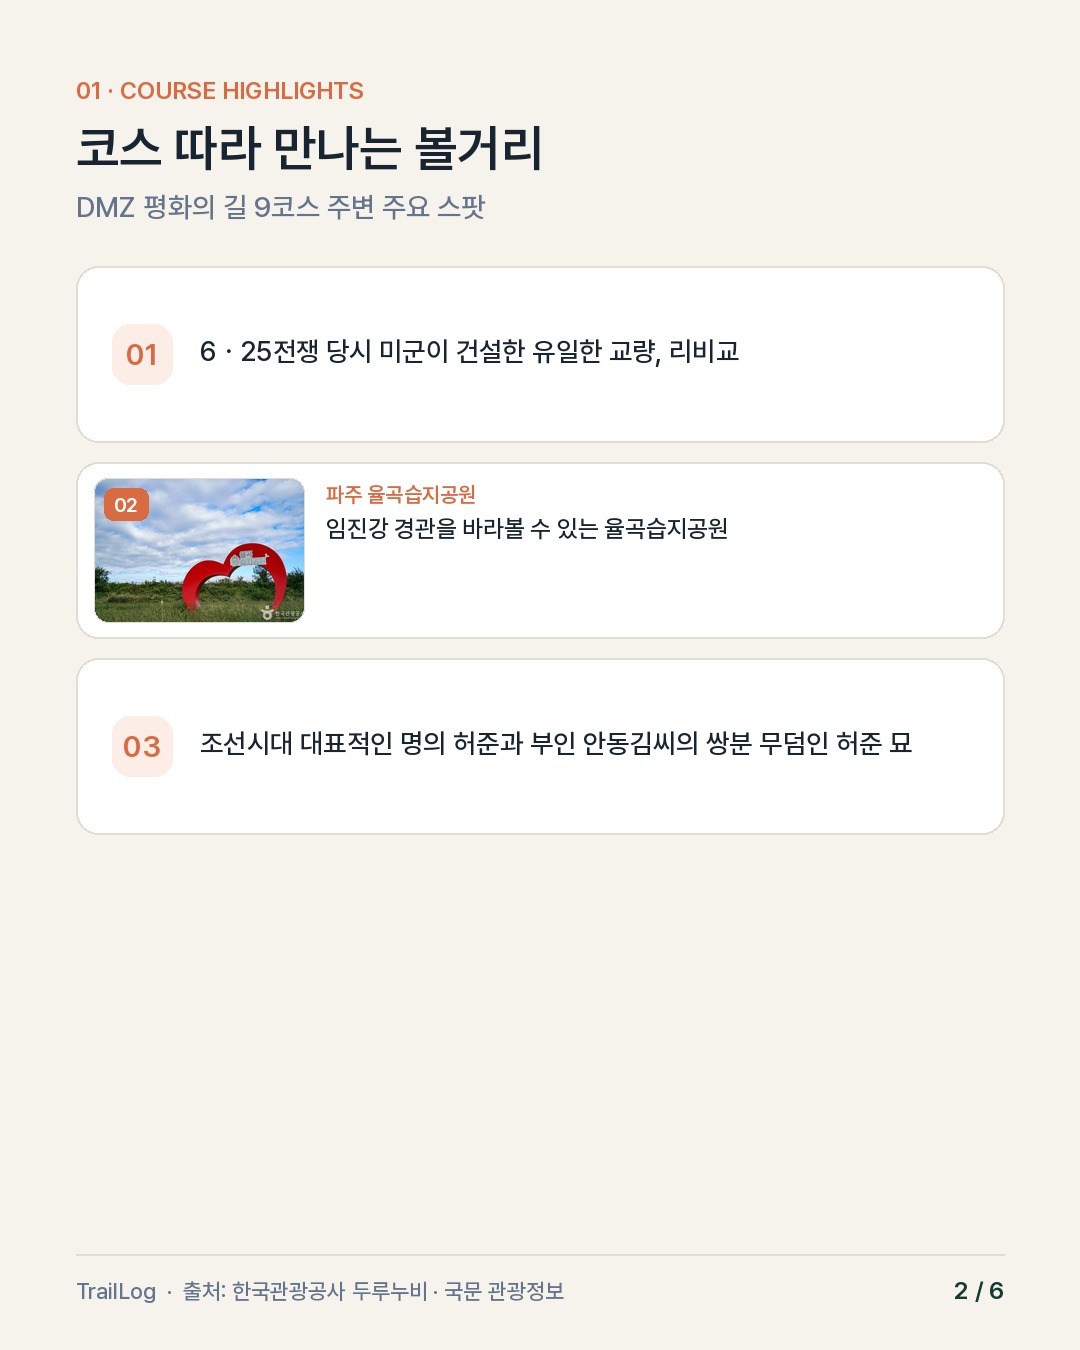 01 · COURSE HIGHLIGHTS
코스 따라 만나는 볼거리
DMZ 평화의 길 9코스 주변 주요 스팟
01
6 · 25전쟁 당시 미군이 건설한 유일한 교량, 리비교
02
파주 율곡습지공원
임진강 경관을 바라볼 수 있는 율곡습지공원
03
조선시대 대표적인 명의 허준과 부인 안동김씨의 쌍분 무덤인 허준 묘
TrailLog · 출처: 한국관광공사 두루누비 · 국문 관광정보
2 / 6